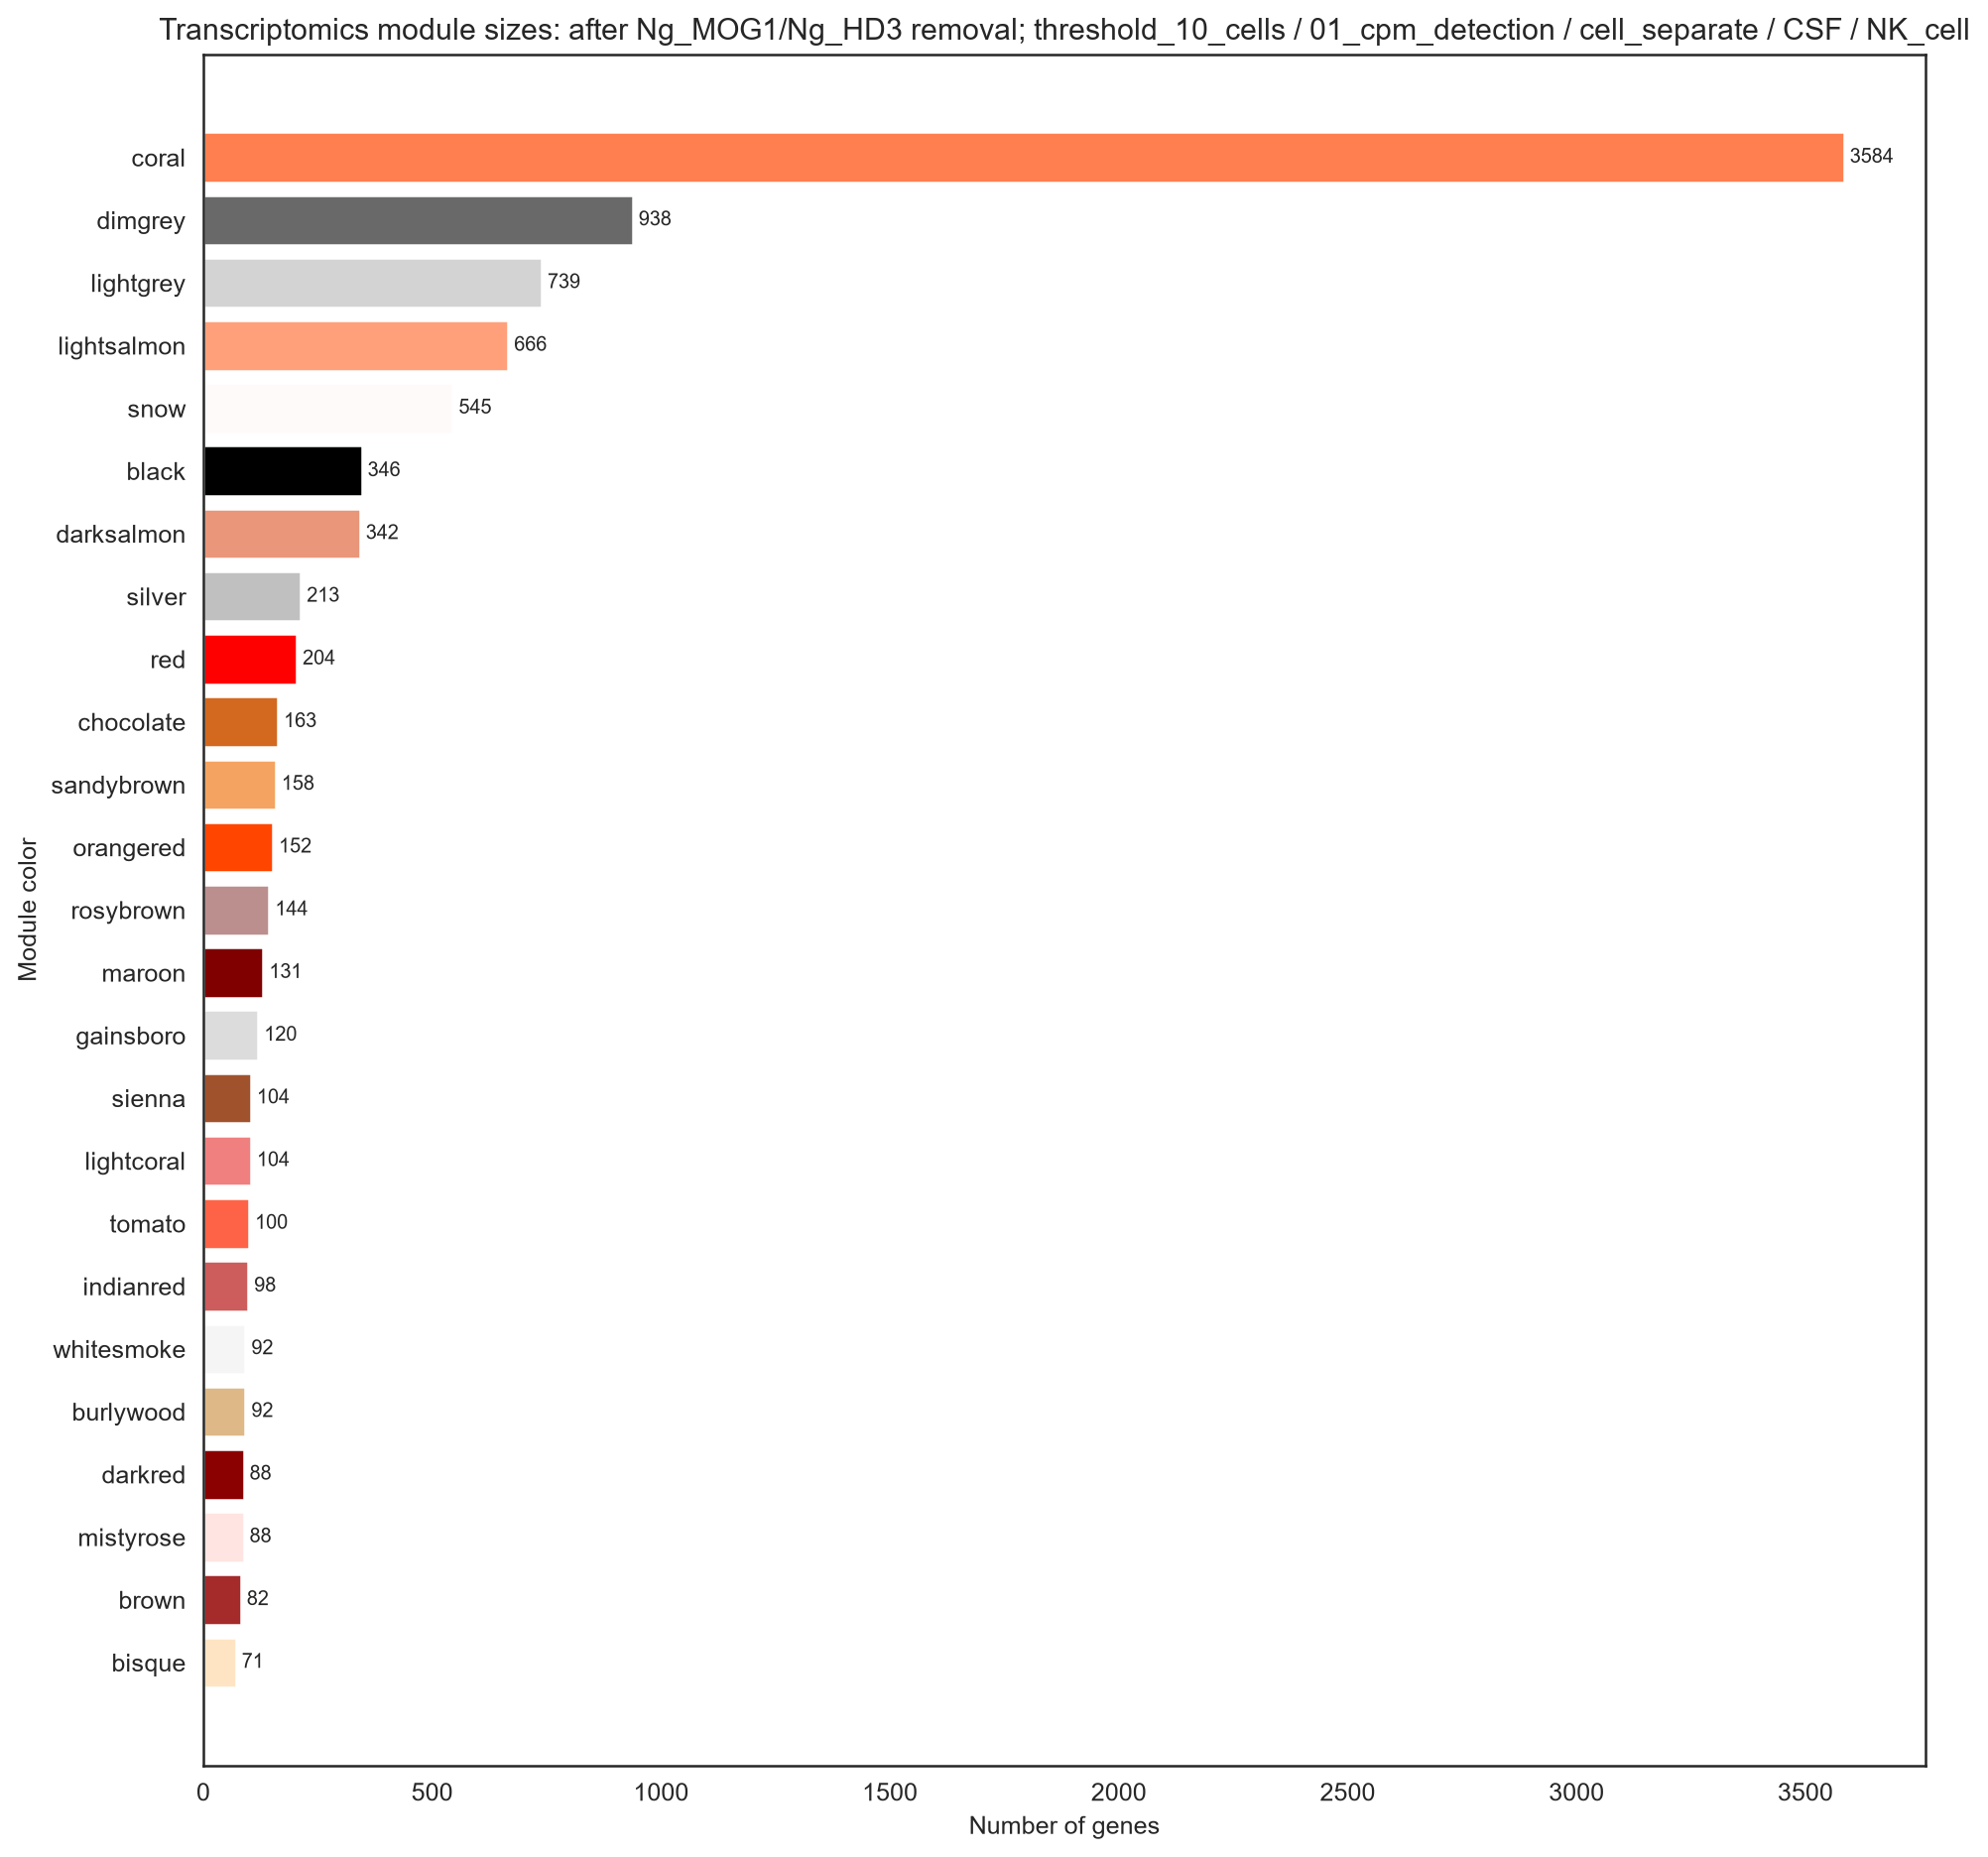 Transcriptomics module sizes: after Ng_MOG1/Ng_HD3 removal; threshold_10_cells / 01_cpm_detection / cell_separate / CSF / NK_cell
coral 3584
dimgrey 938
lightgrey 739
lightsalmon 666
snow 545
black 346
darksalmon 342
silver 213
red 204
chocolate 163
sandybrown 158
orangered 152
rosybrown 144
maroon 131
gainsboro 120
sienna 104
lightcoral 104
tomato 100
indianred 98
whitesmoke 92
burlywood 92
darkred 88
mistyrose 88
brown 82
bisque 71
Module color
0 500 1000 1500 2000 2500 3000 3500
Number of genes